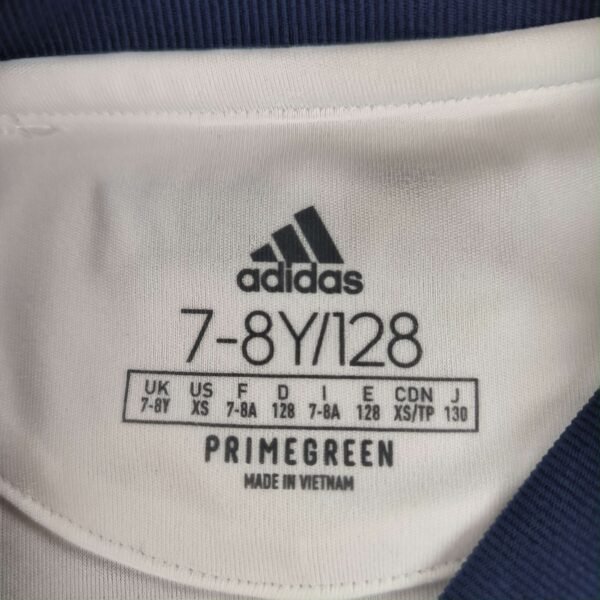 adidas
7-8Y/128
UK US F D I E CDN J
7-8Y XS 7-8A 128 7-8A 128 XS/TP 130
PRIMEGREEN
MADE IN VIETNAM